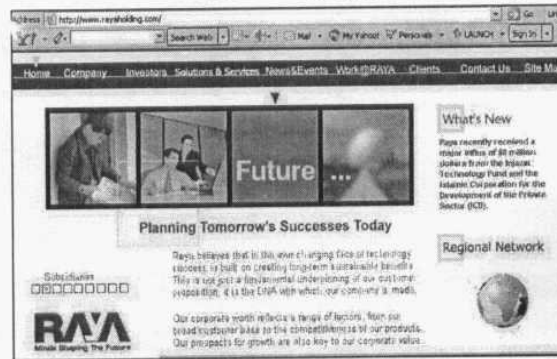 Address http://www.rayaholding.com/ Go
Search Web Mail My Yahoo! Personals LAUNCH Sign In
Home Company Investors Solutions & Services News&Events Work@RAYA Clients Contact Us Site Ma
What's New
Raya recently received a
major influx of $8 million
dollars from the Injazat
Technology Fund and the
Islamic Corporation for the
Development of the Private
Sector (ICD).
Future ...
Planning Tomorrow's Successes Today
Raya believes that in this ever changing face of technology
success, is built on creating long-term sustainable benefits.
This is not just a fundamental underpinning of our customer
proposition, it is the DNA with which our company is made.
Regional Network
Subsidiaries
Our corporate worth reflects a range of factors, from our
broad customer base to the competitiveness of our products.
Our prospects for growth are also key to our corporate value.
RAYA
Minds Shaping The Future